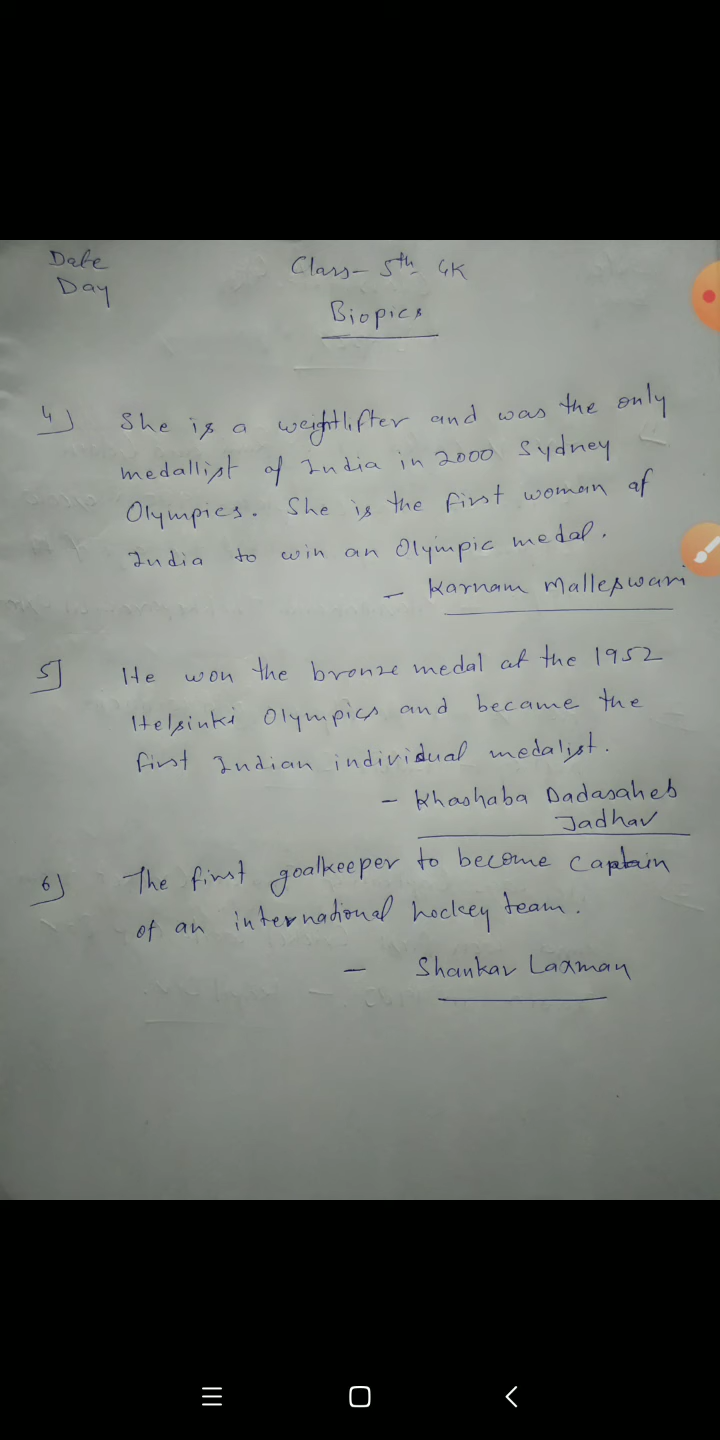 Date
Class- 5th GK
Day
Biopics
4) She is a weightlifter and was the only
medallist of India in 2000 Sydney
Olympics. She is the first woman of
India to win an Olympic medal.
- Karnam Malleswari
5] He won the bronze medal at the 1952
Helsinki Olympics and became the
first Indian individual medalist.
- Khashaba Dadasaheb
Jadhav
6) The first goalkeeper to become captain
of an international hockey team.
- Shankar Laxman